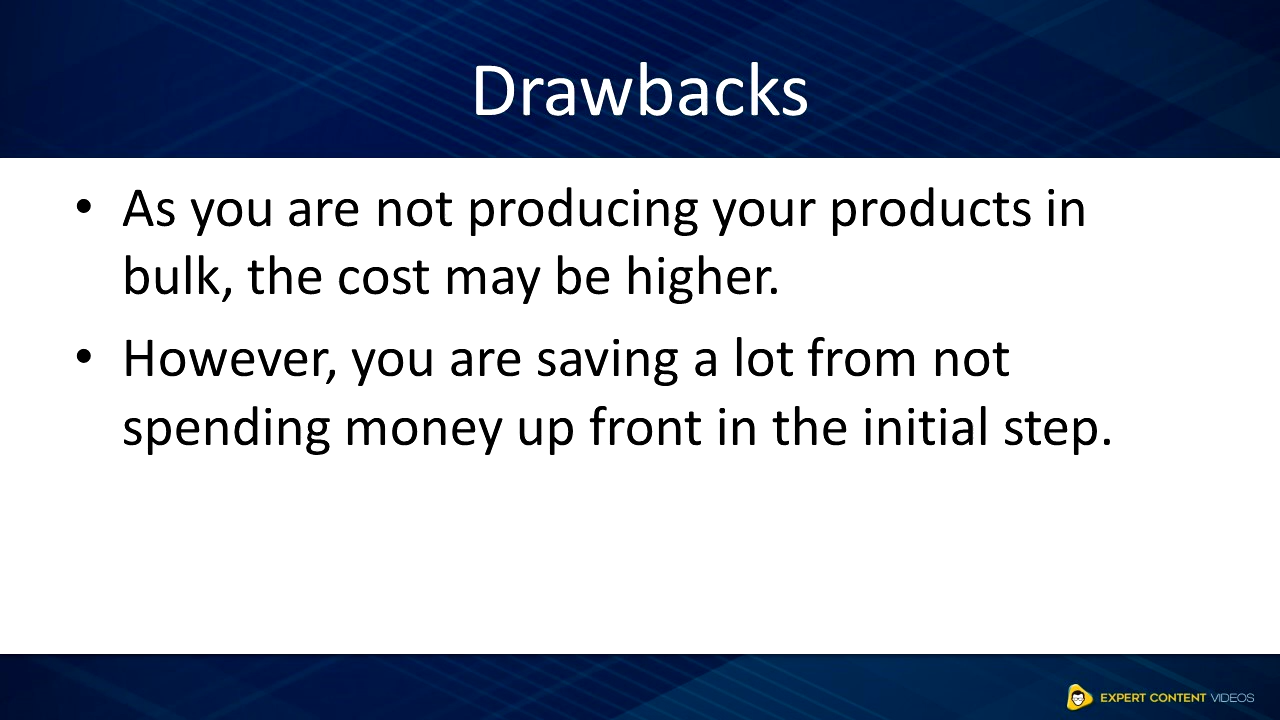 Drawbacks
• As you are not producing your products in
bulk, the cost may be higher.
• However, you are saving a lot from not
spending money up front in the initial step.
EXPERT CONTENT VIDEOS